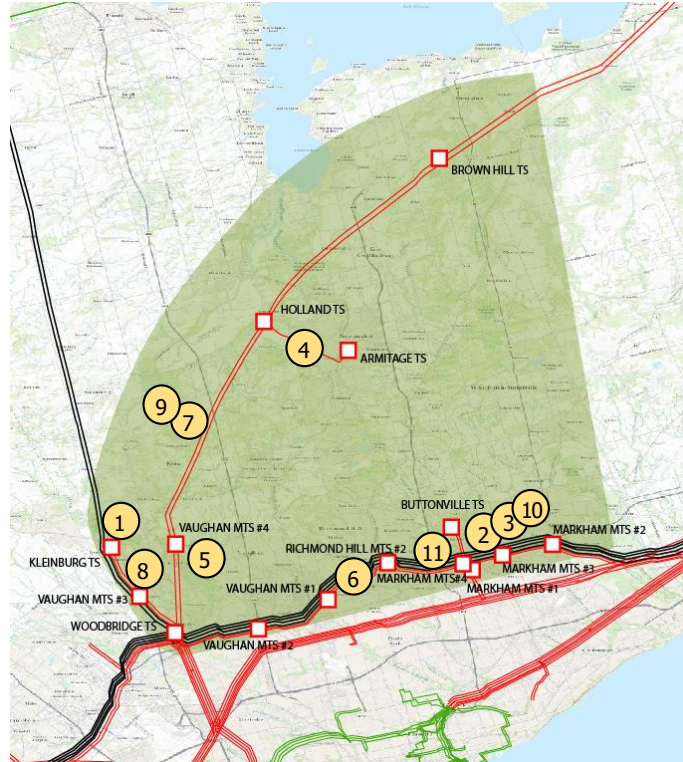 BROWN HILL TS
HOLLAND TS
4
ARMITAGE TS
9
7
BUTTONVILLE TS
10
3
2
1
VAUGHAN MTS #4
MARKHAM MTS #2
KLEINBURG TS
5
RICHMOND HILL MTS #2
11
MARKHAM MTS #3
8
VAUGHAN MTS #1
6
MARKHAM MTS#4
MARKHAM MTS #1
VAUGHAN MTS #3
WOODBRIDGE TS
VAUGHAN MTS #2